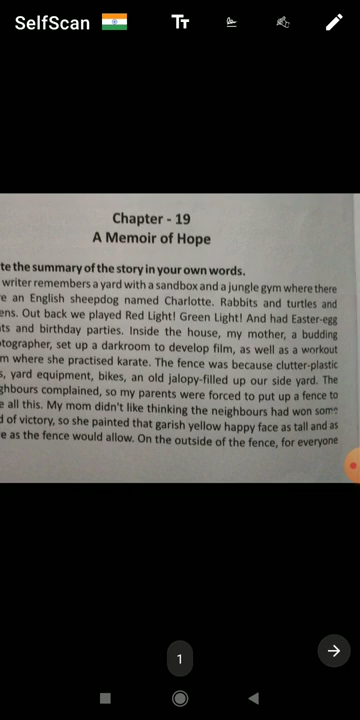 SelfScan
Tт
Chapter - 19
A Memoir of Hope
te the summary of the story in your own words.
writer remembers a yard with a sandbox and a jungle gym where there
e an English sheepdog named Charlotte. Rabbits and turtles and
ens. Out back we played Red Light! Green Light! And had Easter-egg
ts and birthday parties. Inside the house, my mother, a budding
tographer, set up a darkroom to develop film, as well as a workout
m where she practised karate. The fence was because clutter-plastic
s, yard equipment, bikes, an old jalopy-filled up our side yard. The
ghbours complained, so my parents were forced to put up a fence to
e all this. My mom didn't like thinking the neighbours had won some
d of victory, so she painted that garish yellow happy face as tall and as
e as the fence would allow. On the outside of the fence, for everyone
1